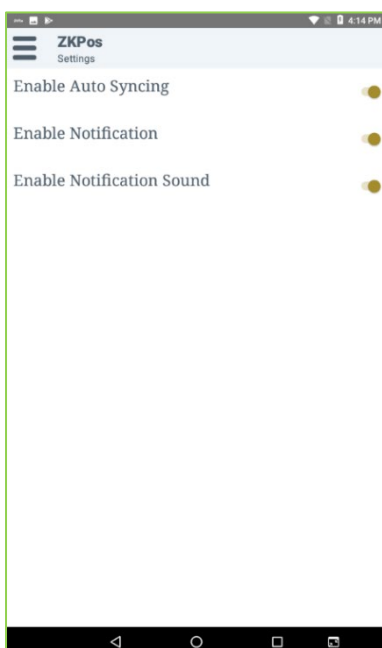 4:14 PM
ZKPos
Settings
Enable Auto Syncing
Enable Notification
Enable Notification Sound